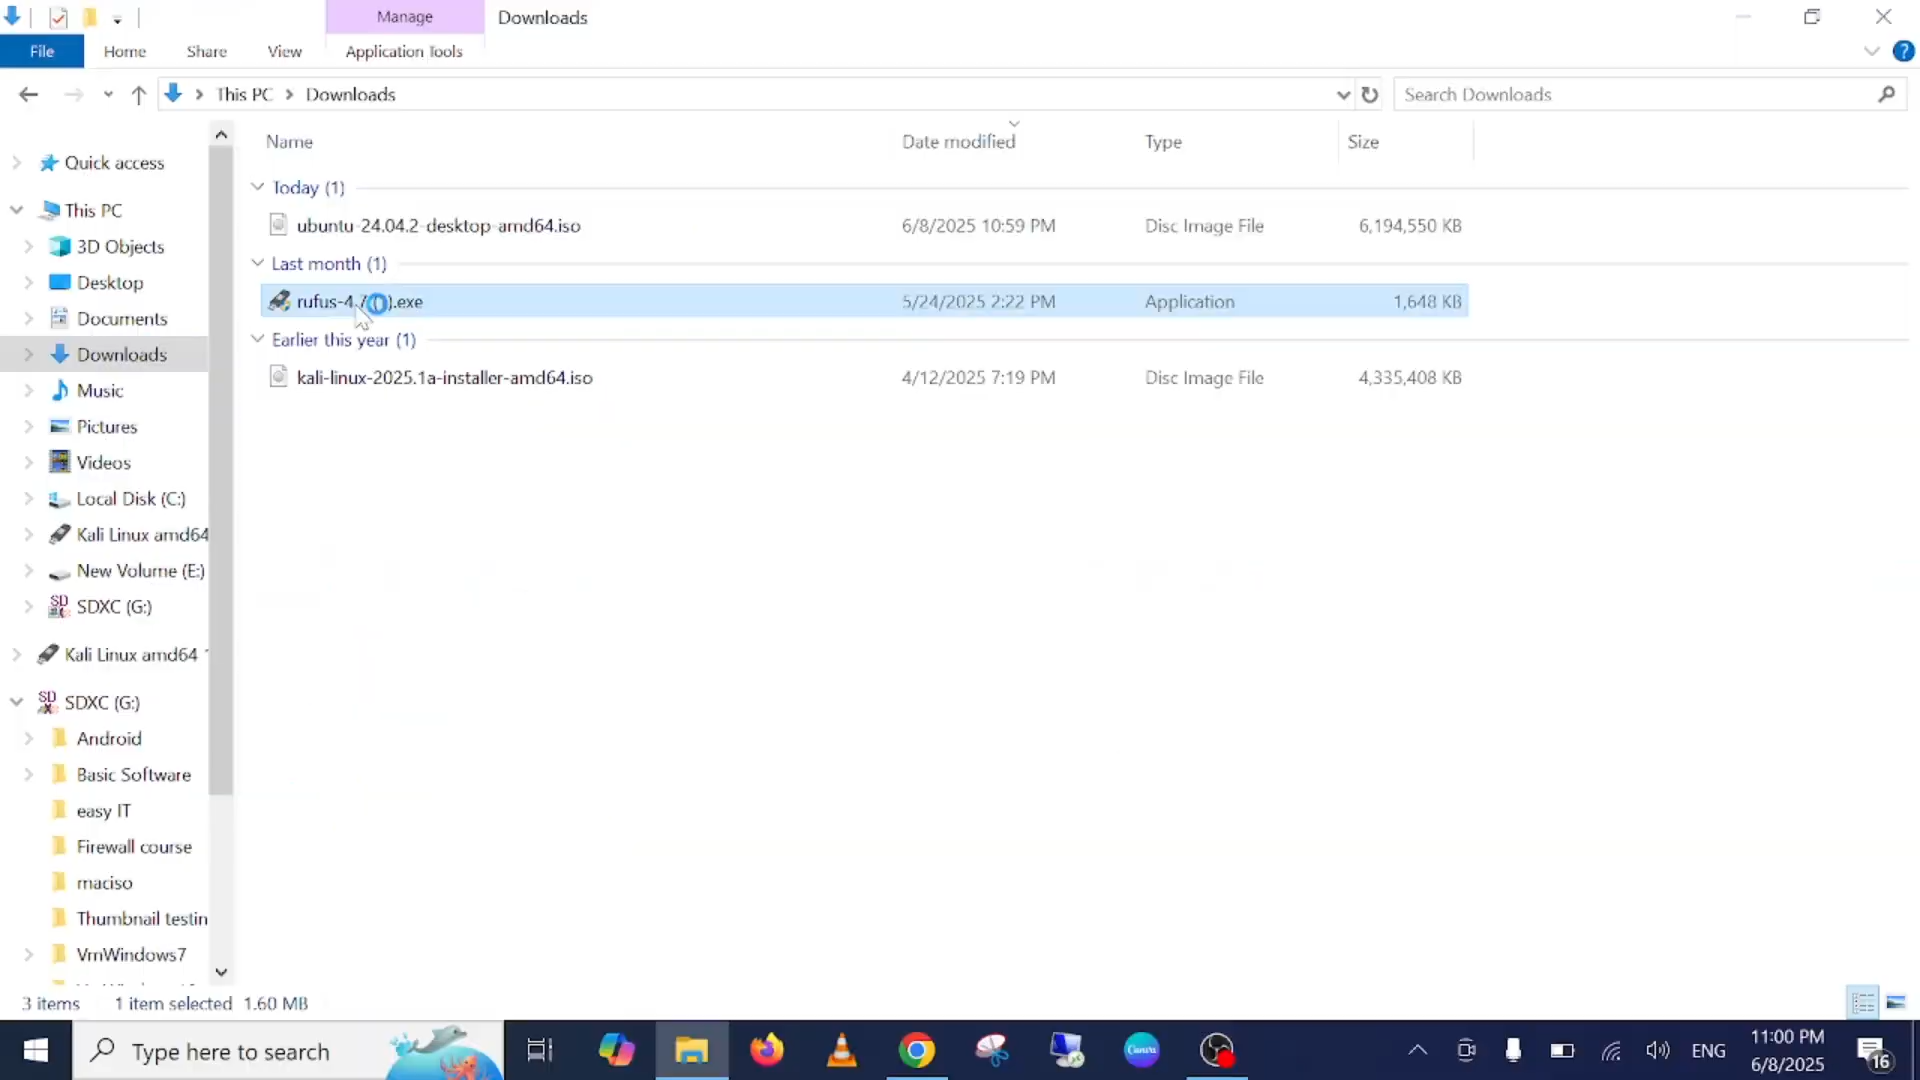 Manage
Downloads
File
Home
Share
View
Application Tools
This PC
Downloads
Search Downloads
Name
Date modified
Type
Size
Quick access
This PC
3D Objects
Desktop
Documents
Downloads
Music
Pictures
Videos
Local Disk (C:)
Kali Linux amd64
New Volume (E:)
SDXC (G:)
Kali Linux amd64
SDXC (G:)
Android
Basic Software
easy IT
Firewall course
maciso
Thumbnail testin
VmWindows7
Today (1)
ubuntu-24.04.2-desktop-amd64.iso 6/8/2025 10:59 PM Disc Image File 6,194,550 KB
Last month (1)
5/24/2025 2:22 PM Application 1,648 KB
Earlier this year (1)
kali-linux-2025.1a-installer-amd64.iso 4/12/2025 7:19 PM Disc Image File 4,335,408 KB
3 items 1 item selected 1.60 MB
Type here to search
Canva
ENG
11:00 PM
6/8/2025
16